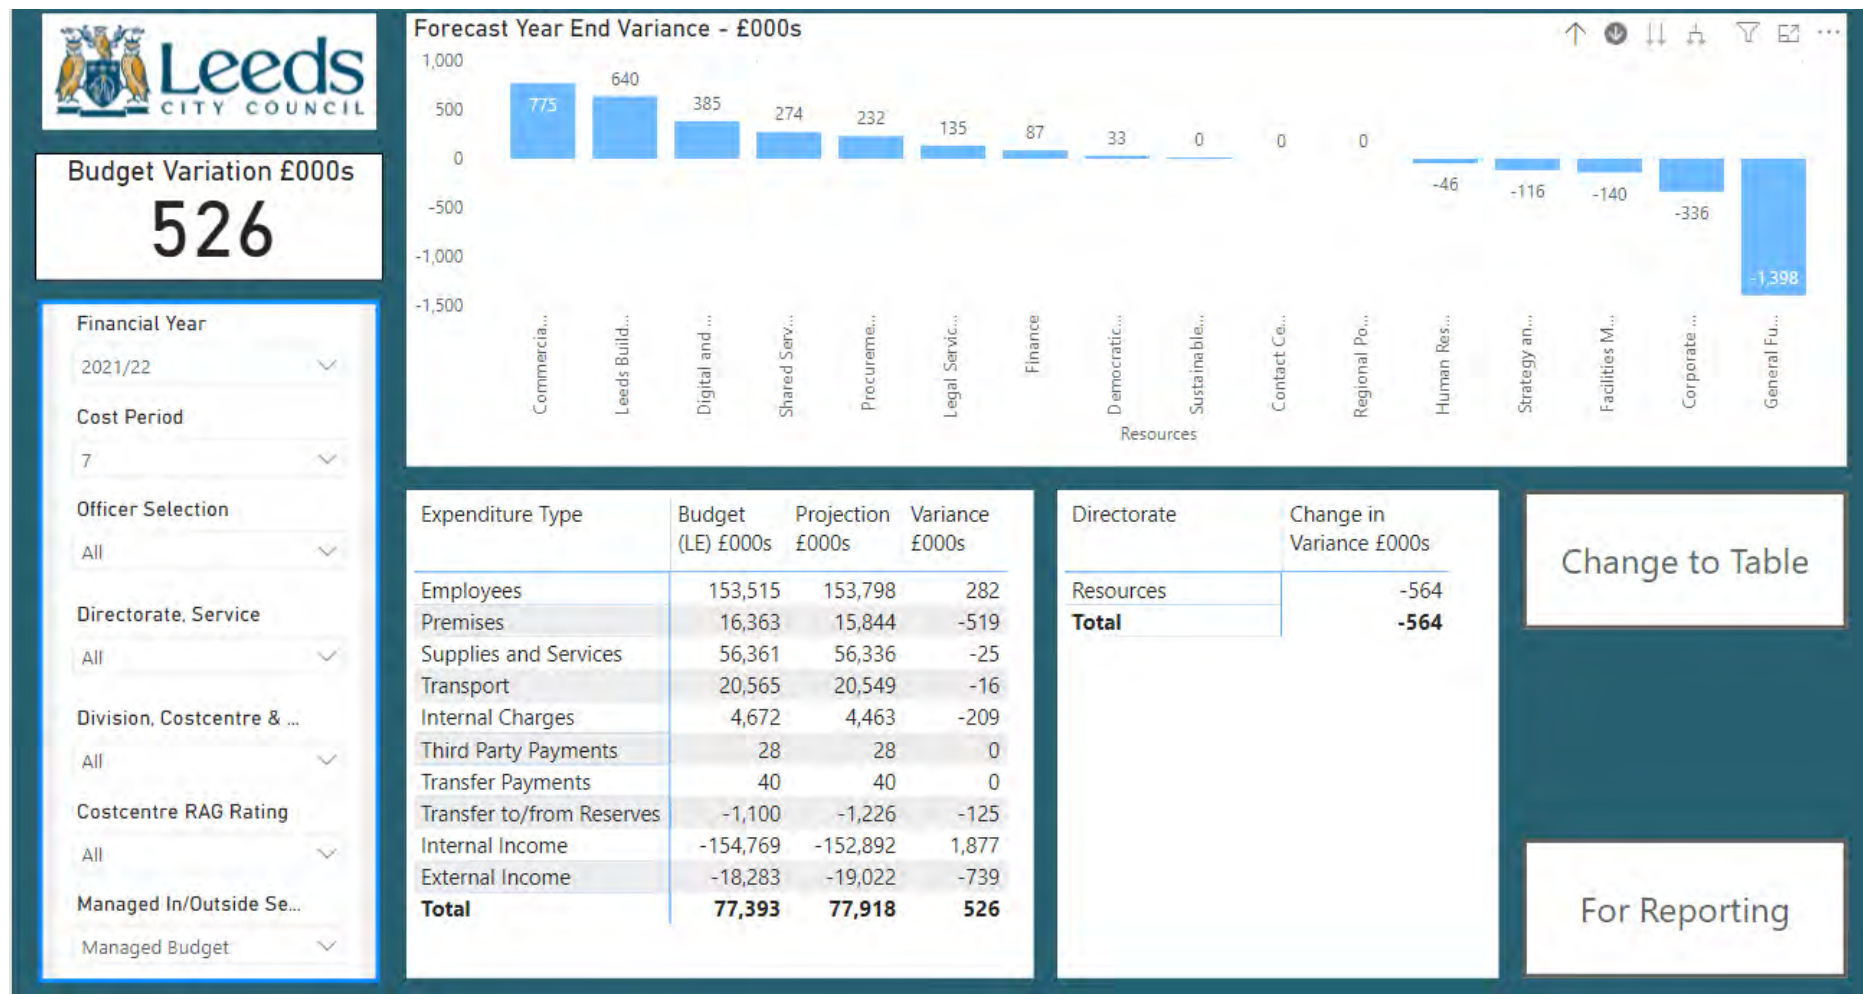 Leeds
CITY COUNCIL
Budget Variation £000s
526
Financial Year
2021/22
Cost Period
7
Officer Selection
All
Directorate, Service
All
Division, Costcentre & ...
All
Costcentre RAG Rating
All
Managed In/Outside Se...
Managed Budget
Forecast Year End Variance - £000s
1,000
500
0
-500
-1,000
-1,500
775
640
385
274
232
135
87
33
0
0
0
-46
-116
-140
-336
-1,398
Commercia...
Leeds Build...
Digital and ...
Shared Serv...
Procureme...
Legal Servic...
Finance
Democratic...
Sustainable...
Contact Ce...
Regional Po...
Human Res...
Strategy an...
Facilities M...
Corporate ...
General Fu...
Resources
Expenditure Type Budget Projection Variance
(LE) £000s £000s £000s
Employees 153,515 153,798 282
Premises 16,363 15,844 -519
Supplies and Services 56,361 56,336 -25
Transport 20,565 20,549 -16
Internal Charges 4,672 4,463 -209
Third Party Payments 28 28 0
Transfer Payments 40 40 0
Transfer to/from Reserves -1,100 -1,226 -125
Internal Income -154,769 -152,892 1,877
External Income -18,283 -19,022 -739
Total 77,393 77,918 526
Directorate Change in
Variance £000s
Resources -564
Total -564
Change to Table
For Reporting